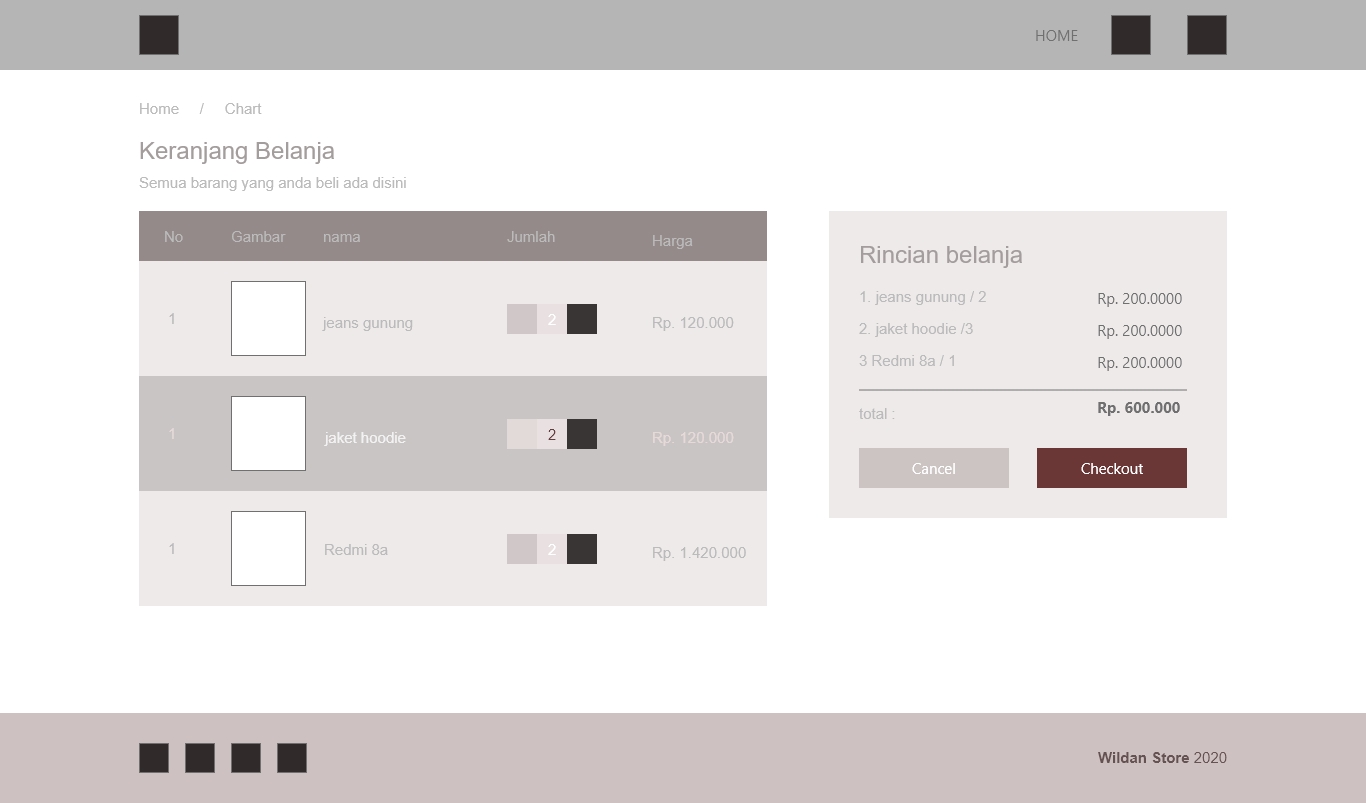 HOME
Home / Chart
Keranjang Belanja
Semua barang yang anda beli ada disini
No Gambar nama Jumlah Harga
1 jeans gunung 2 Rp. 120.000
1 jaket hoodie 2 Rp. 120.000
1 Redmi 8a 2 Rp. 1.420.000
Rincian belanja
1. jeans gunung / 2 Rp. 200.0000
2. jaket hoodie /3 Rp. 200.0000
3 Redmi 8a / 1 Rp. 200.0000
total : Rp. 600.000
Cancel Checkout
Wildan Store 2020